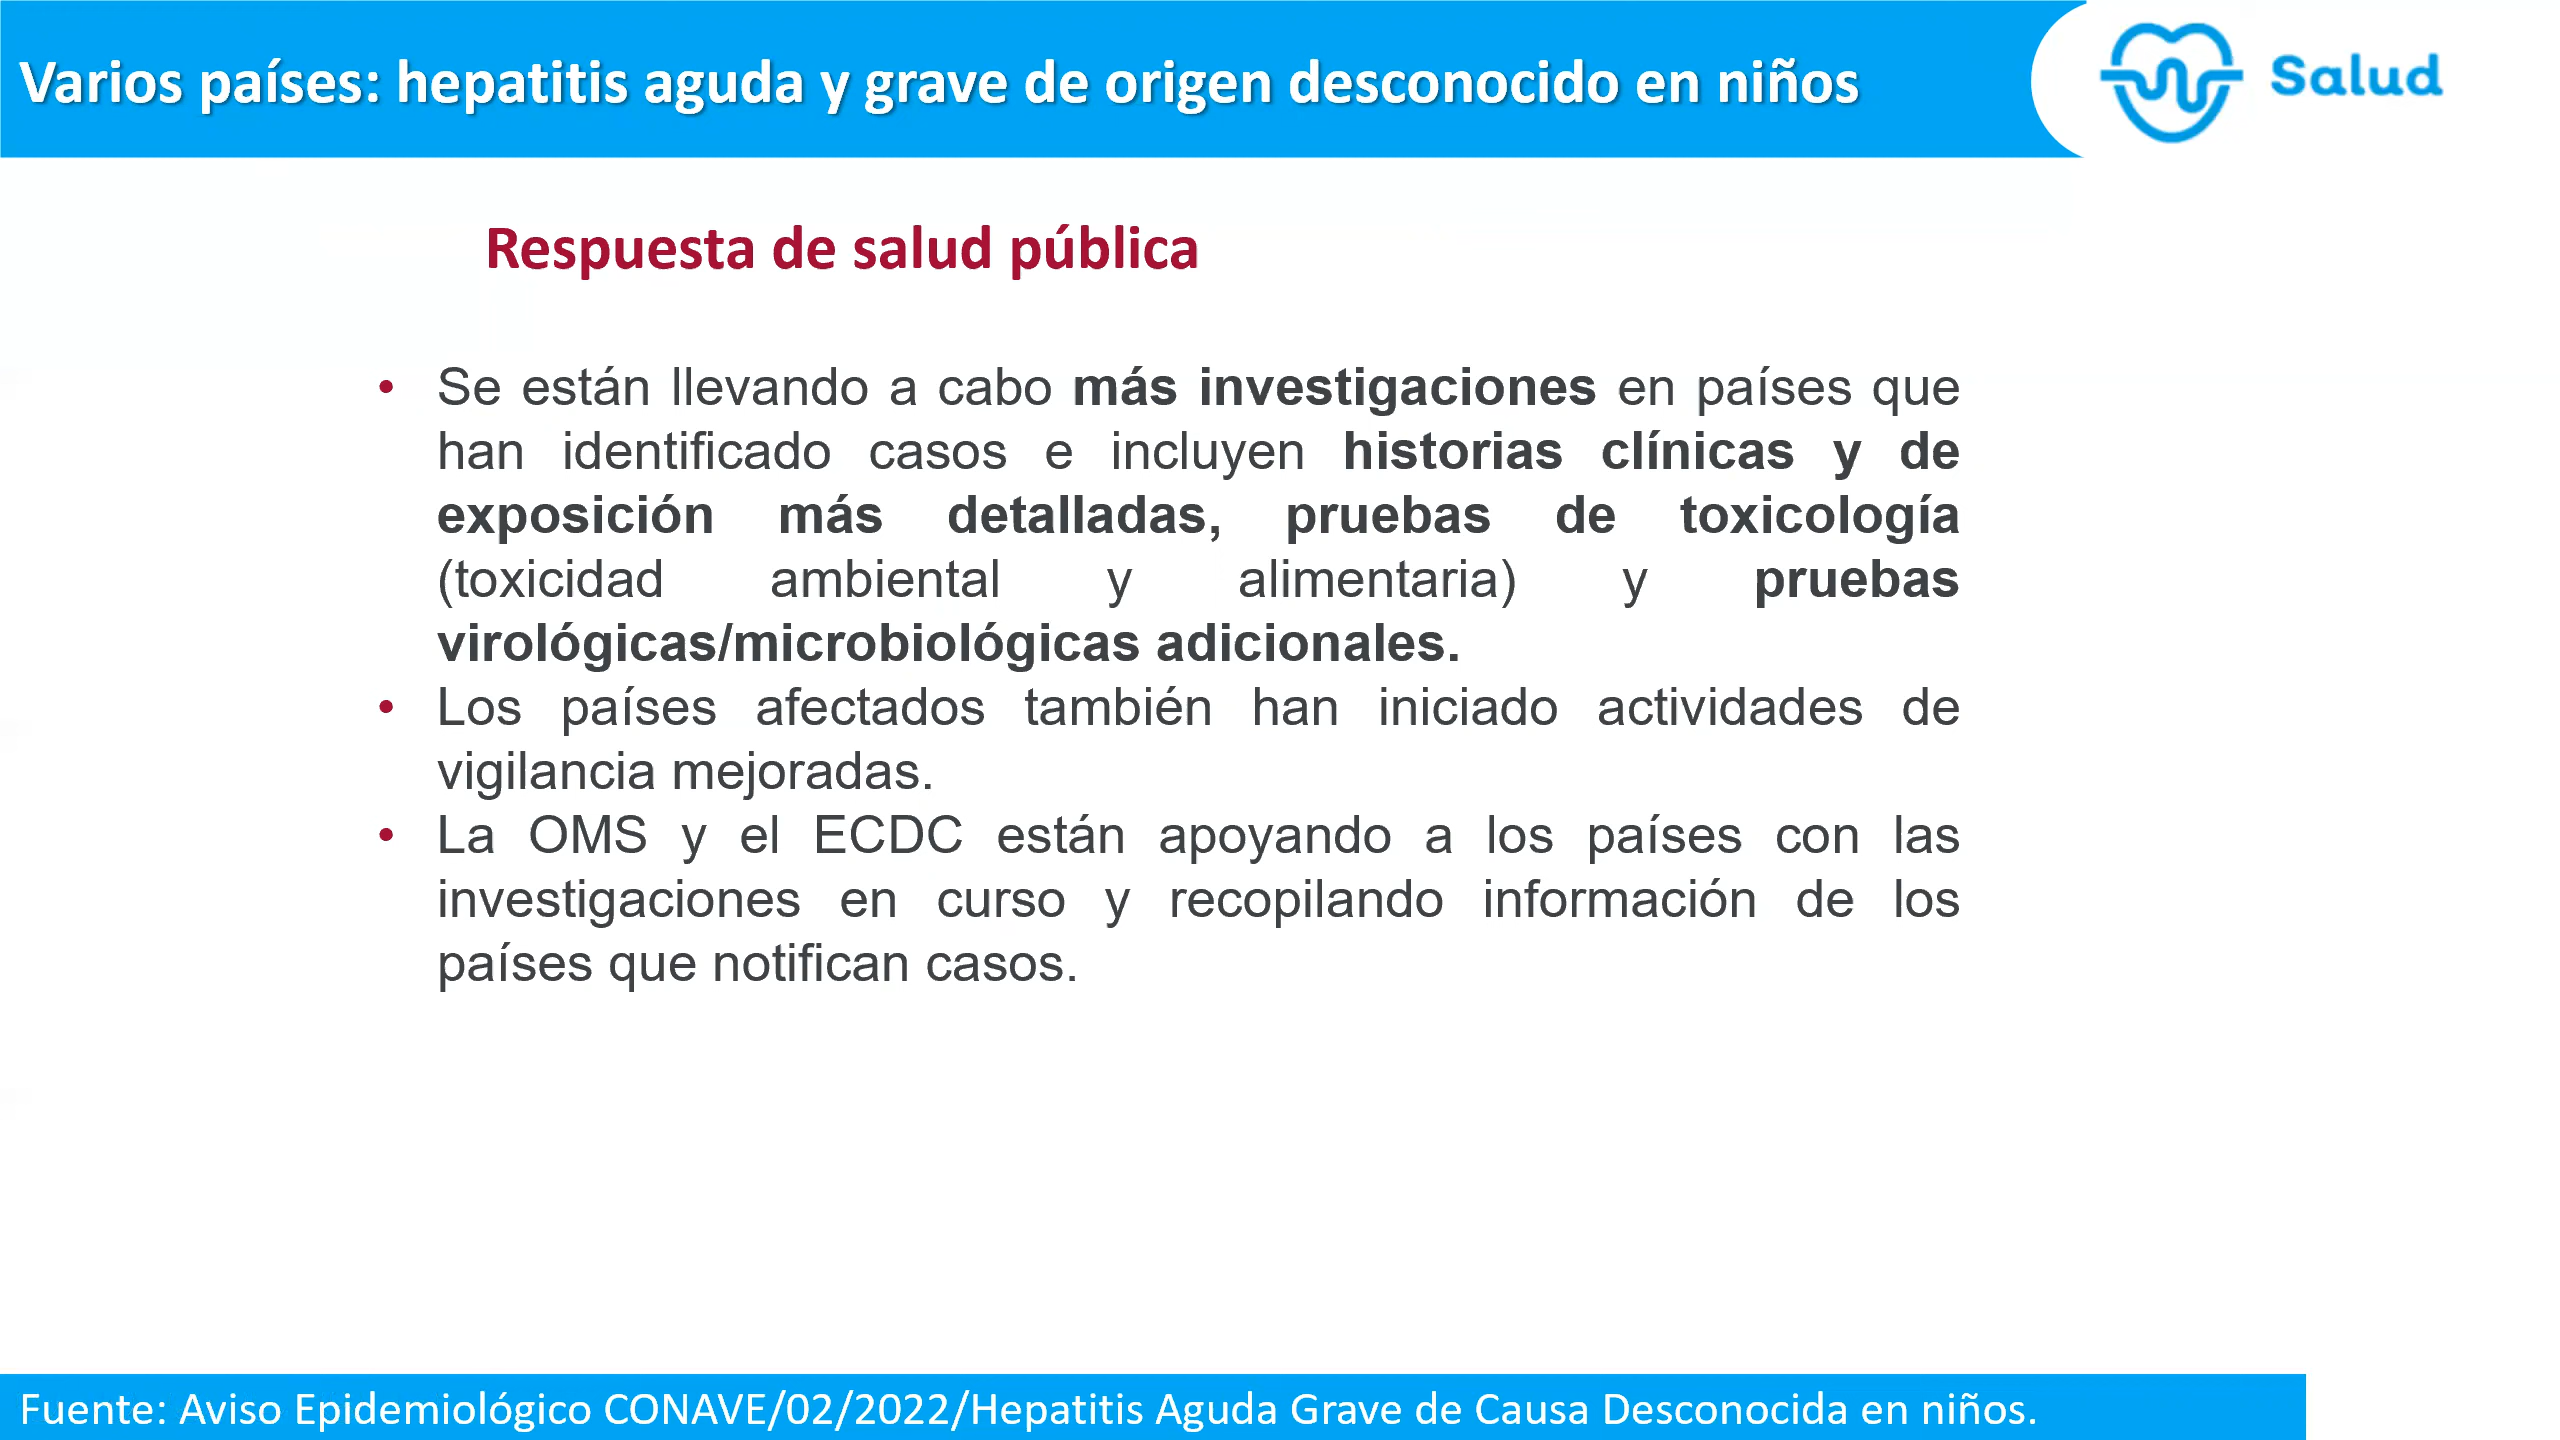 Varios países: hepatitis aguda y grave de origen desconocido en niños
Salud
Respuesta de salud pública
• Se están llevando a cabo más investigaciones en países que
han identificado casos e incluyen historias clínicas y de
exposición más detalladas, pruebas de toxicología
(toxicidad ambiental y alimentaria) y pruebas
virológicas/microbiológicas adicionales.
• Los países afectados también han iniciado actividades de
vigilancia mejoradas.
• La OMS y el ECDC están apoyando a los países con las
investigaciones en curso y recopilando información de los
países que notifican casos.
Fuente: Aviso Epidemiológico CONAVE/02/2022/Hepatitis Aguda Grave de Causa Desconocida en niños.